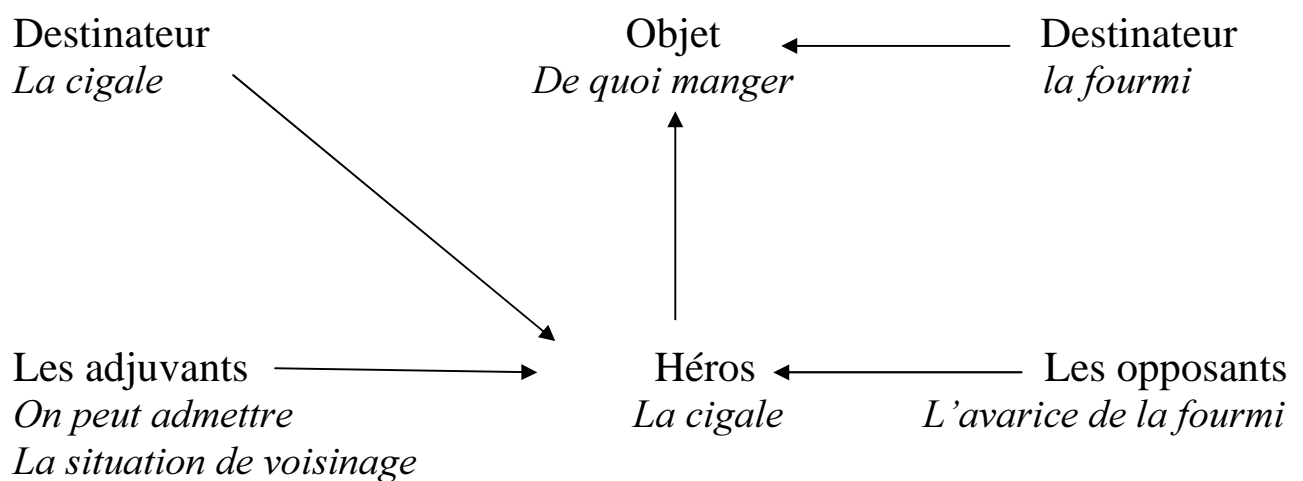 Destinateur Objet Destinateur
La cigale De quoi manger la fourmi
Les adjuvants Héros Les opposants
On peut admettre La cigale L’avarice de la fourmi
La situation de voisinage